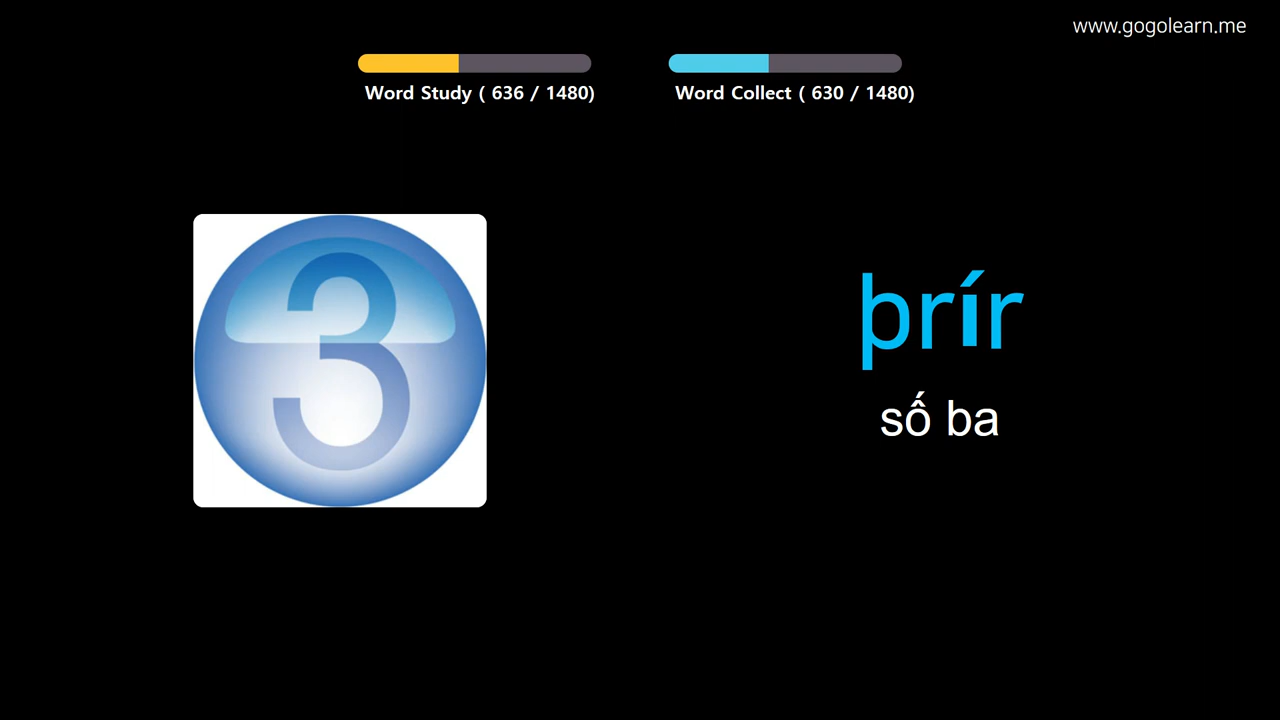 www.gogolearn.me
Word Study ( 636 / 1480)
Word Collect ( 630 / 1480)
3
þrír
số ba